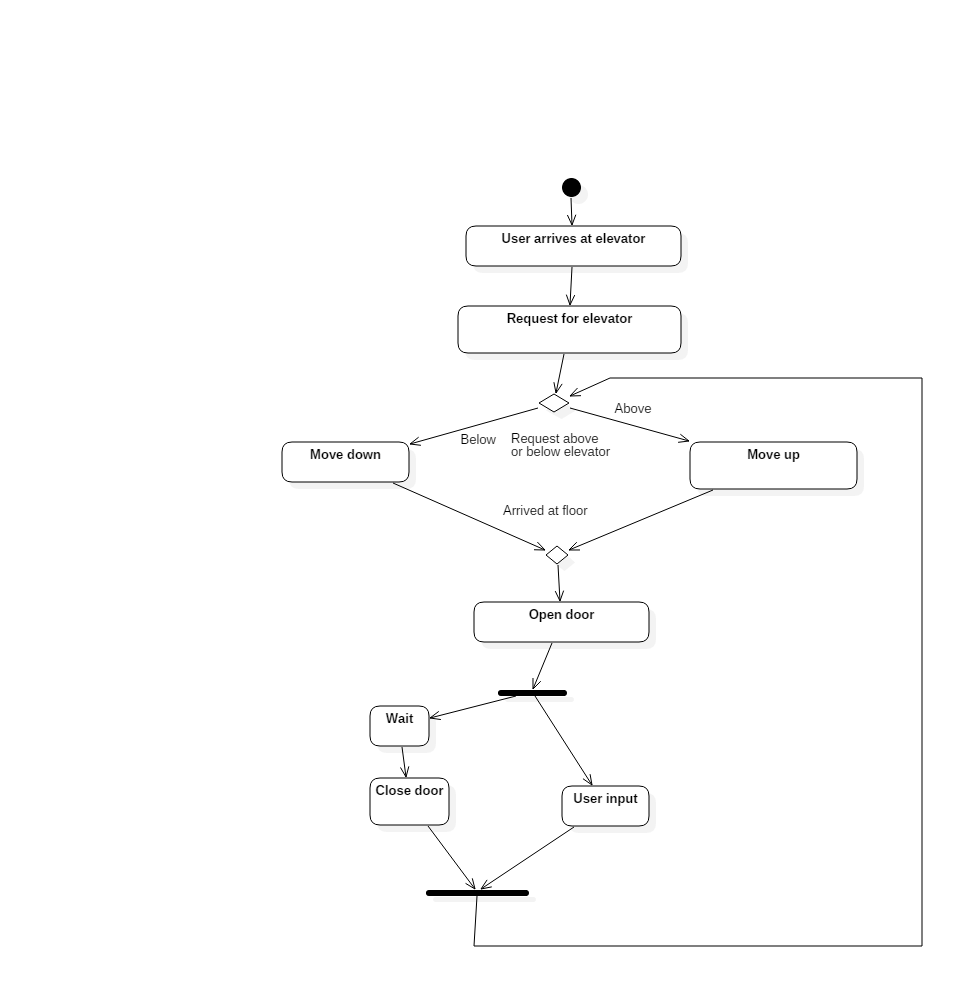 User arrives at elevator
Request for elevator
Above
Below
Request above
or below elevator
Move down
Move up
Arrived at floor
Open door
Wait
Close door
User input